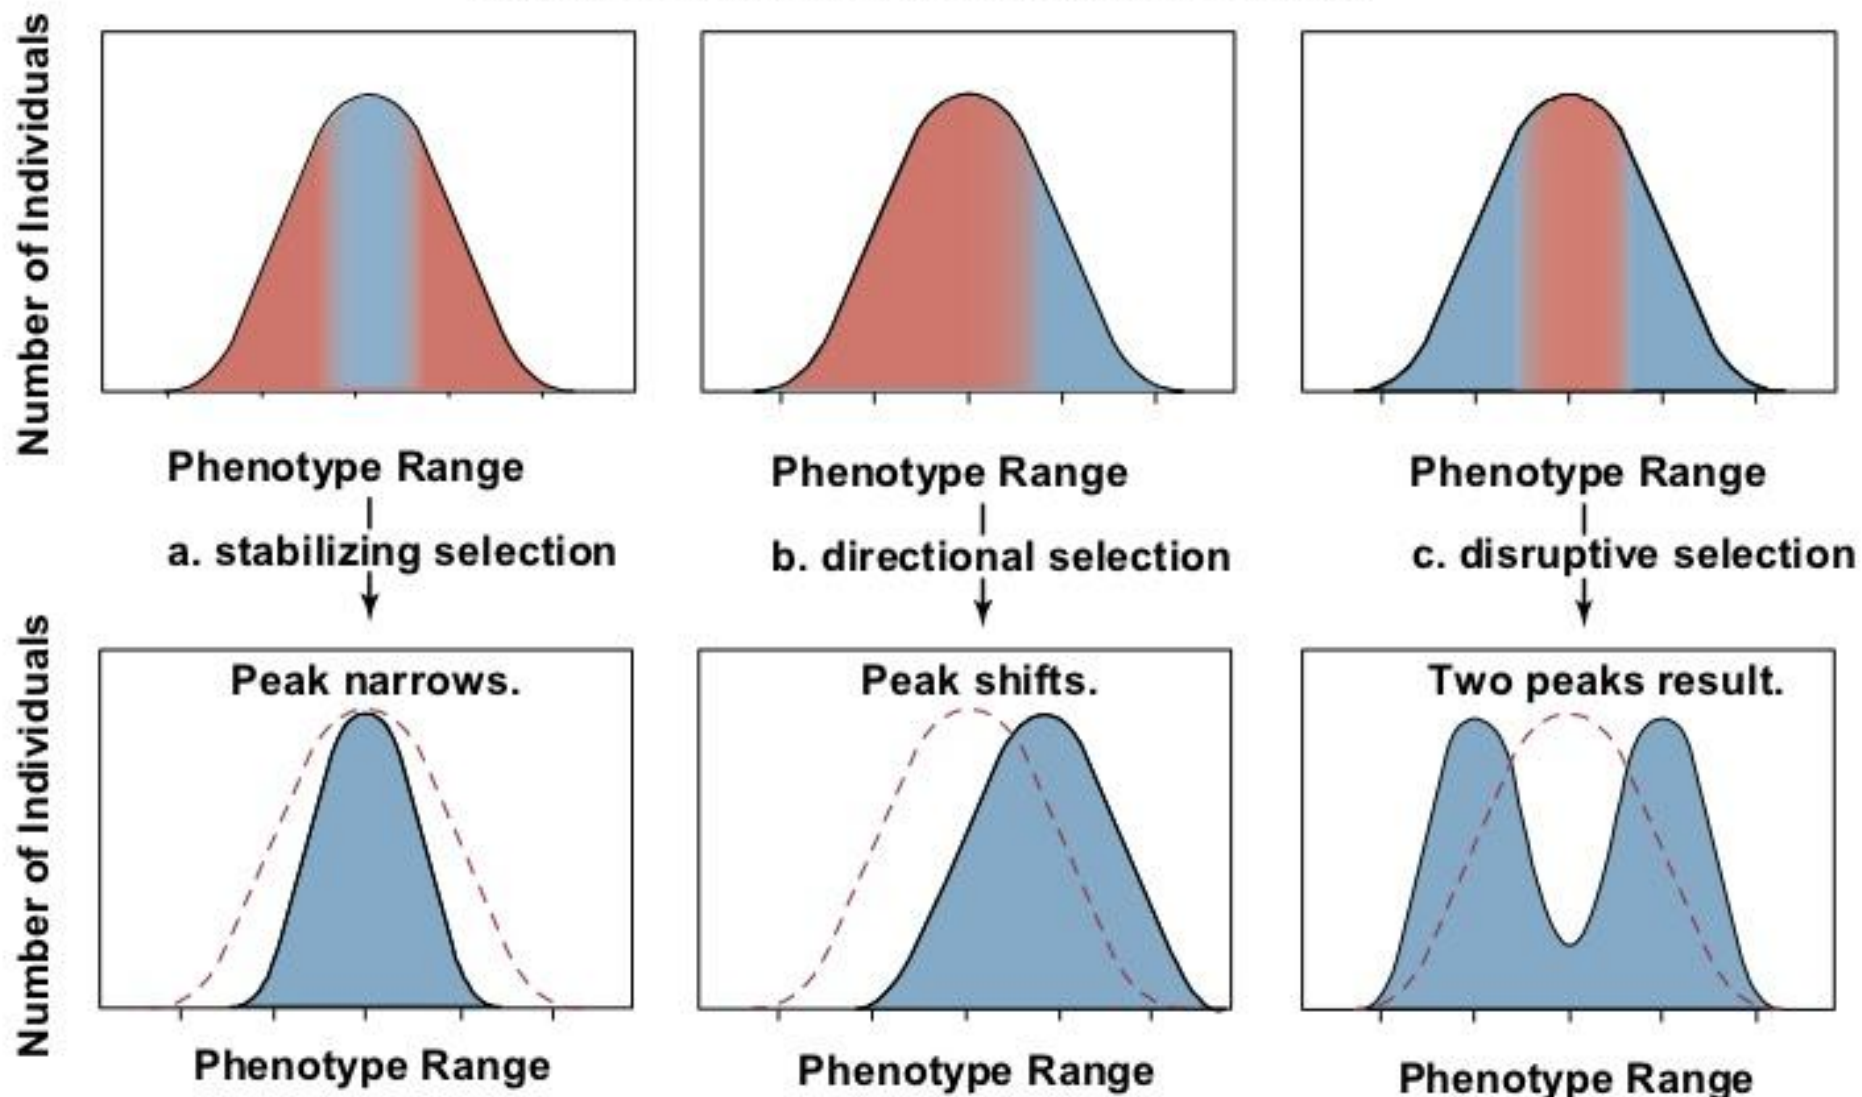 Number of Individuals
Phenotype Range
Phenotype Range
Phenotype Range
a. stabilizing selection
b. directional selection
c. disruptive selection
Number of Individuals
Peak narrows.
Peak shifts.
Two peaks result.
Phenotype Range
Phenotype Range
Phenotype Range